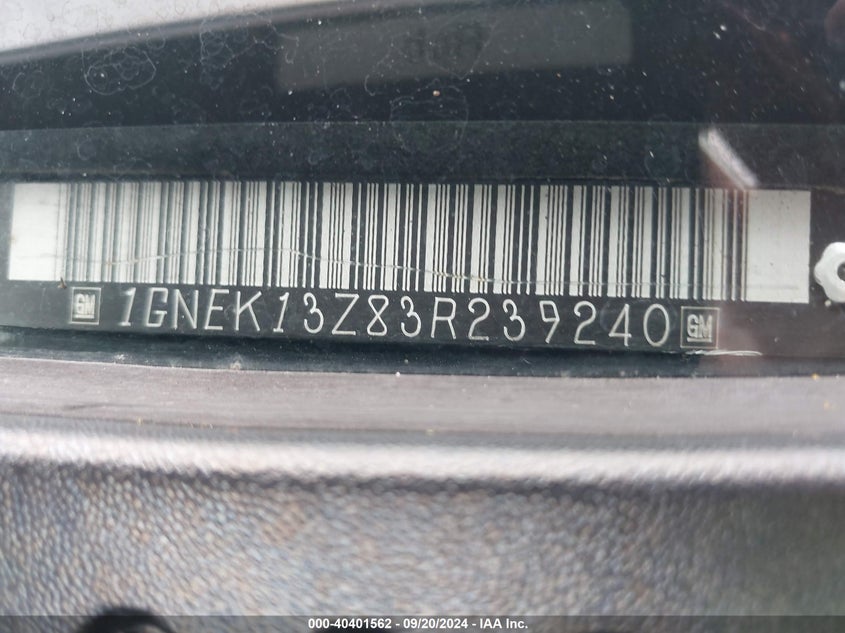 GM 1GNEK13Z83R239240 GM
000-40401562 - 09/20/2024 - IAA Inc.